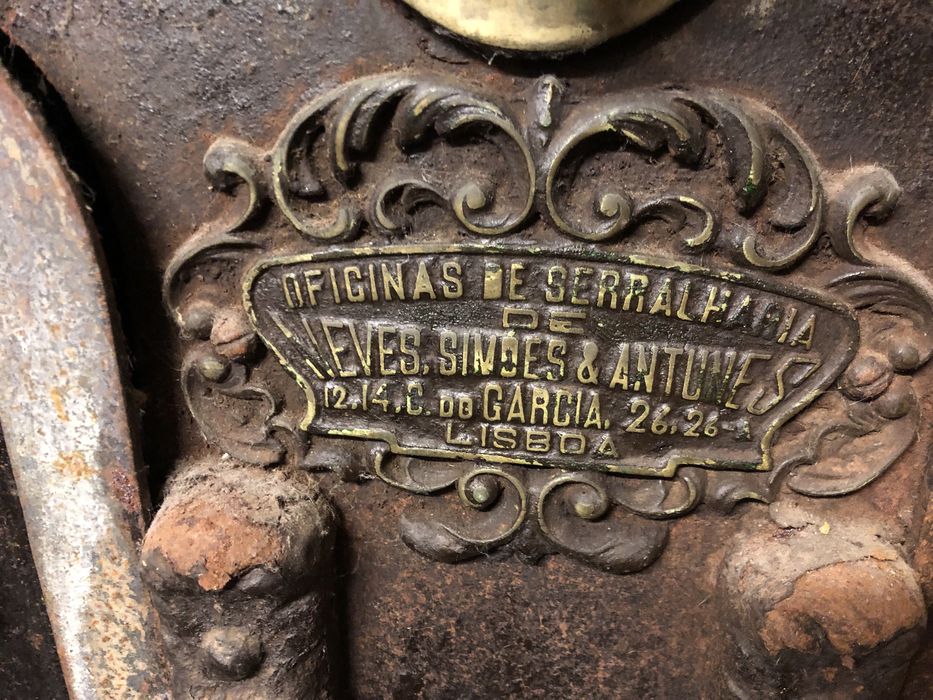 OFICINAS DE SERRALHARIA
DE
NEVES, SIMÕES & ANTUNES
12, 14, C. DO GARCIA, 26, 26-A
LISBOA